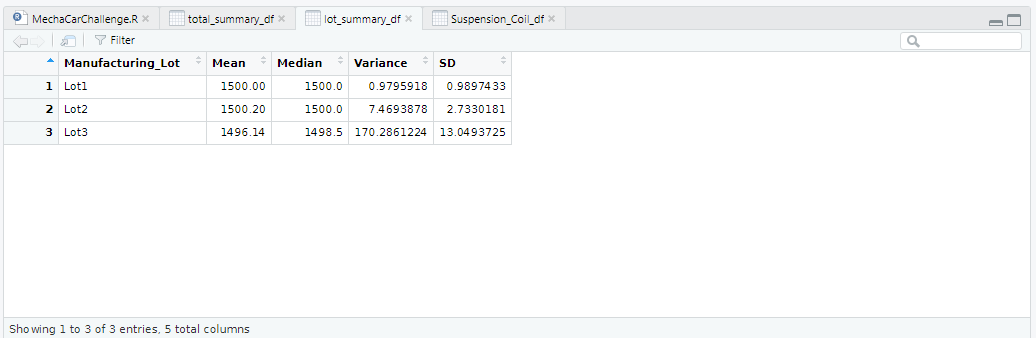 MechaCarChallenge.R total_summary_df lot_summary_df Suspension_Coil_df
Filter
Manufacturing_Lot Mean Median Variance SD
1 Lot1 1500.00 1500.0 0.9795918 0.9897433
2 Lot2 1500.20 1500.0 7.4693878 2.7330181
3 Lot3 1496.14 1498.5 170.2861224 13.0493725
Showing 1 to 3 of 3 entries, 5 total columns